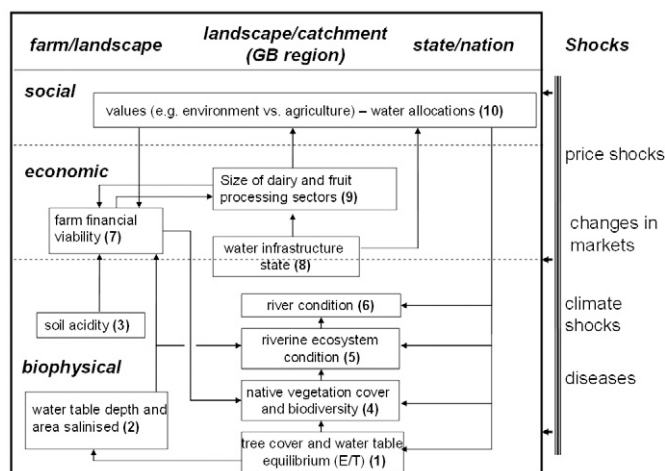 farm/landscape
landscape/catchment
(GB region)
state/nation
Shocks
social
values (e.g. environment vs. agriculture) – water allocations (10)
price shocks
economic
Size of dairy and fruit
processing sectors (9)
farm financial
viability (7)
water infrastructure
state (8)
changes in
markets
river condition (6)
climate
shocks
soil acidity (3)
riverine ecosystem
condition (5)
biophysical
diseases
native vegetation cover
and biodiversity (4)
water table depth and
area salinised (2)
tree cover and water table
equilibrium (E/T) (1)